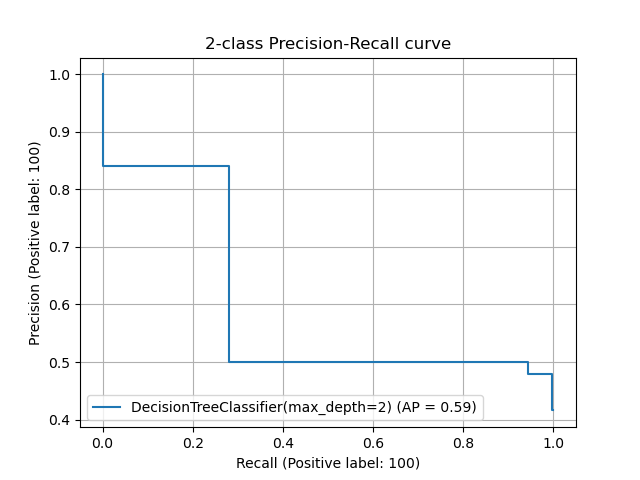 2-class Precision-Recall curve
Precision (Positive label: 100)
1.0
0.9
0.8
0.7
0.6
0.5
0.4
DecisionTreeClassifier(max_depth=2) (AP = 0.59)
0.0 0.2 0.4 0.6 0.8 1.0
Recall (Positive label: 100)